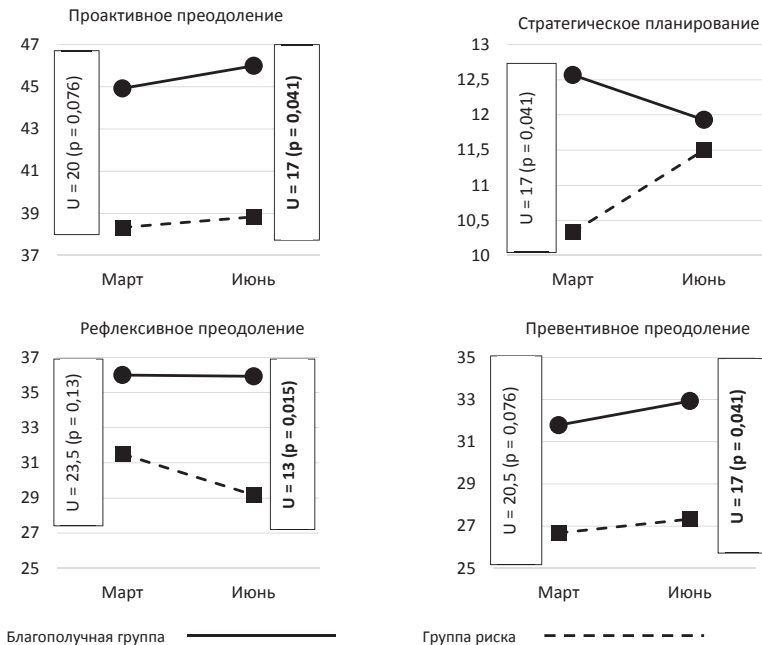 Проактивное преодоление
47
45
43
41
39
37
U = 20 (p = 0,076)
U = 17 (p = 0,041)
Март
Июнь
Стратегическое планирование
13
12,5
12
11,5
11
10,5
10
U = 17 (p = 0,041)
Март
Июнь
Рефлексивное преодоление
37
35
33
31
29
27
25
U = 23,5 (p = 0,13)
U = 13 (p = 0,015)
Март
Июнь
Превентивное преодоление
35
33
31
29
27
25
U = 20,5 (p = 0,076)
U = 17 (p = 0,041)
Март
Июнь
Благополучная группа
Группа риска